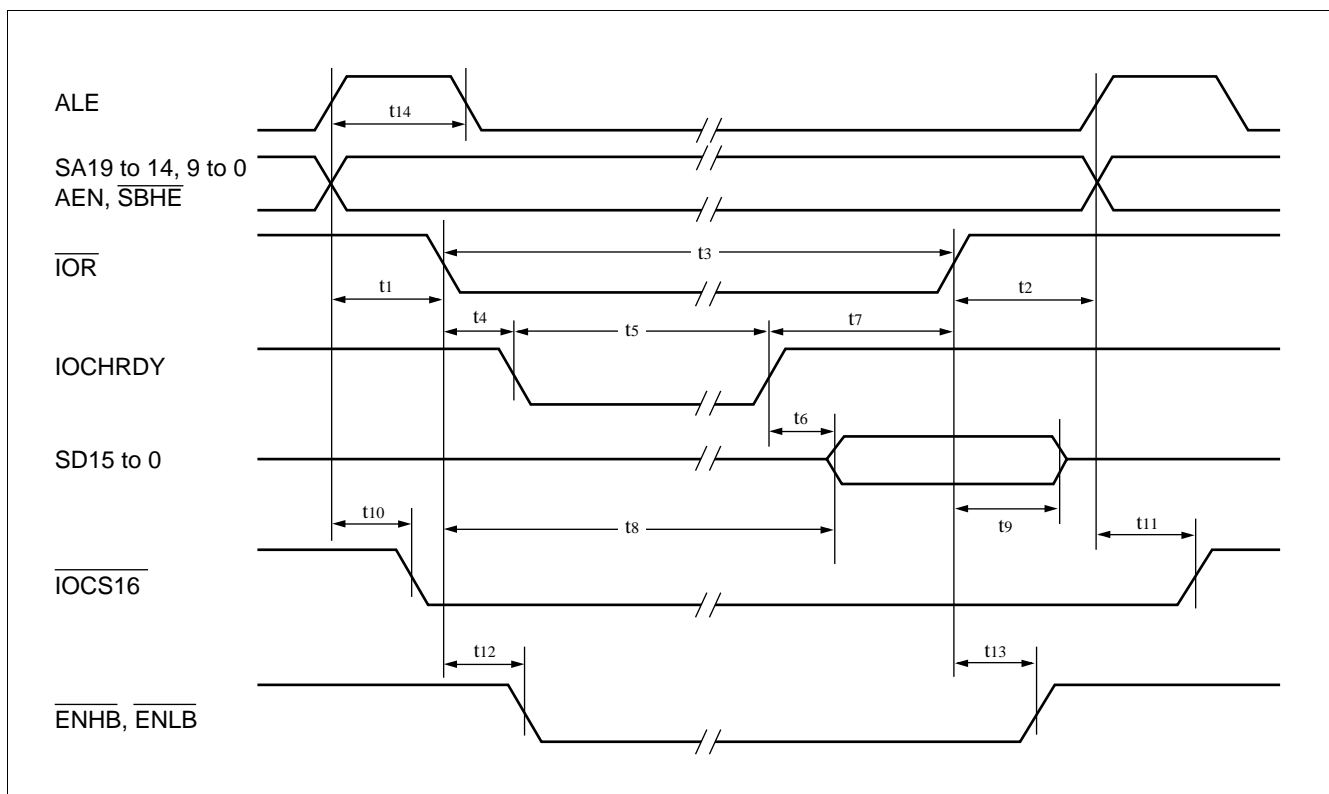 ALE
t14
SA19 to 14, 9 to 0
AEN, SBHE
IOR
t3
t1
t2
t4
t5
t7
IOCHRDY
t6
SD15 to 0
t10
t8
t9
t11
IOCS16
t12
t13
ENHB, ENLB